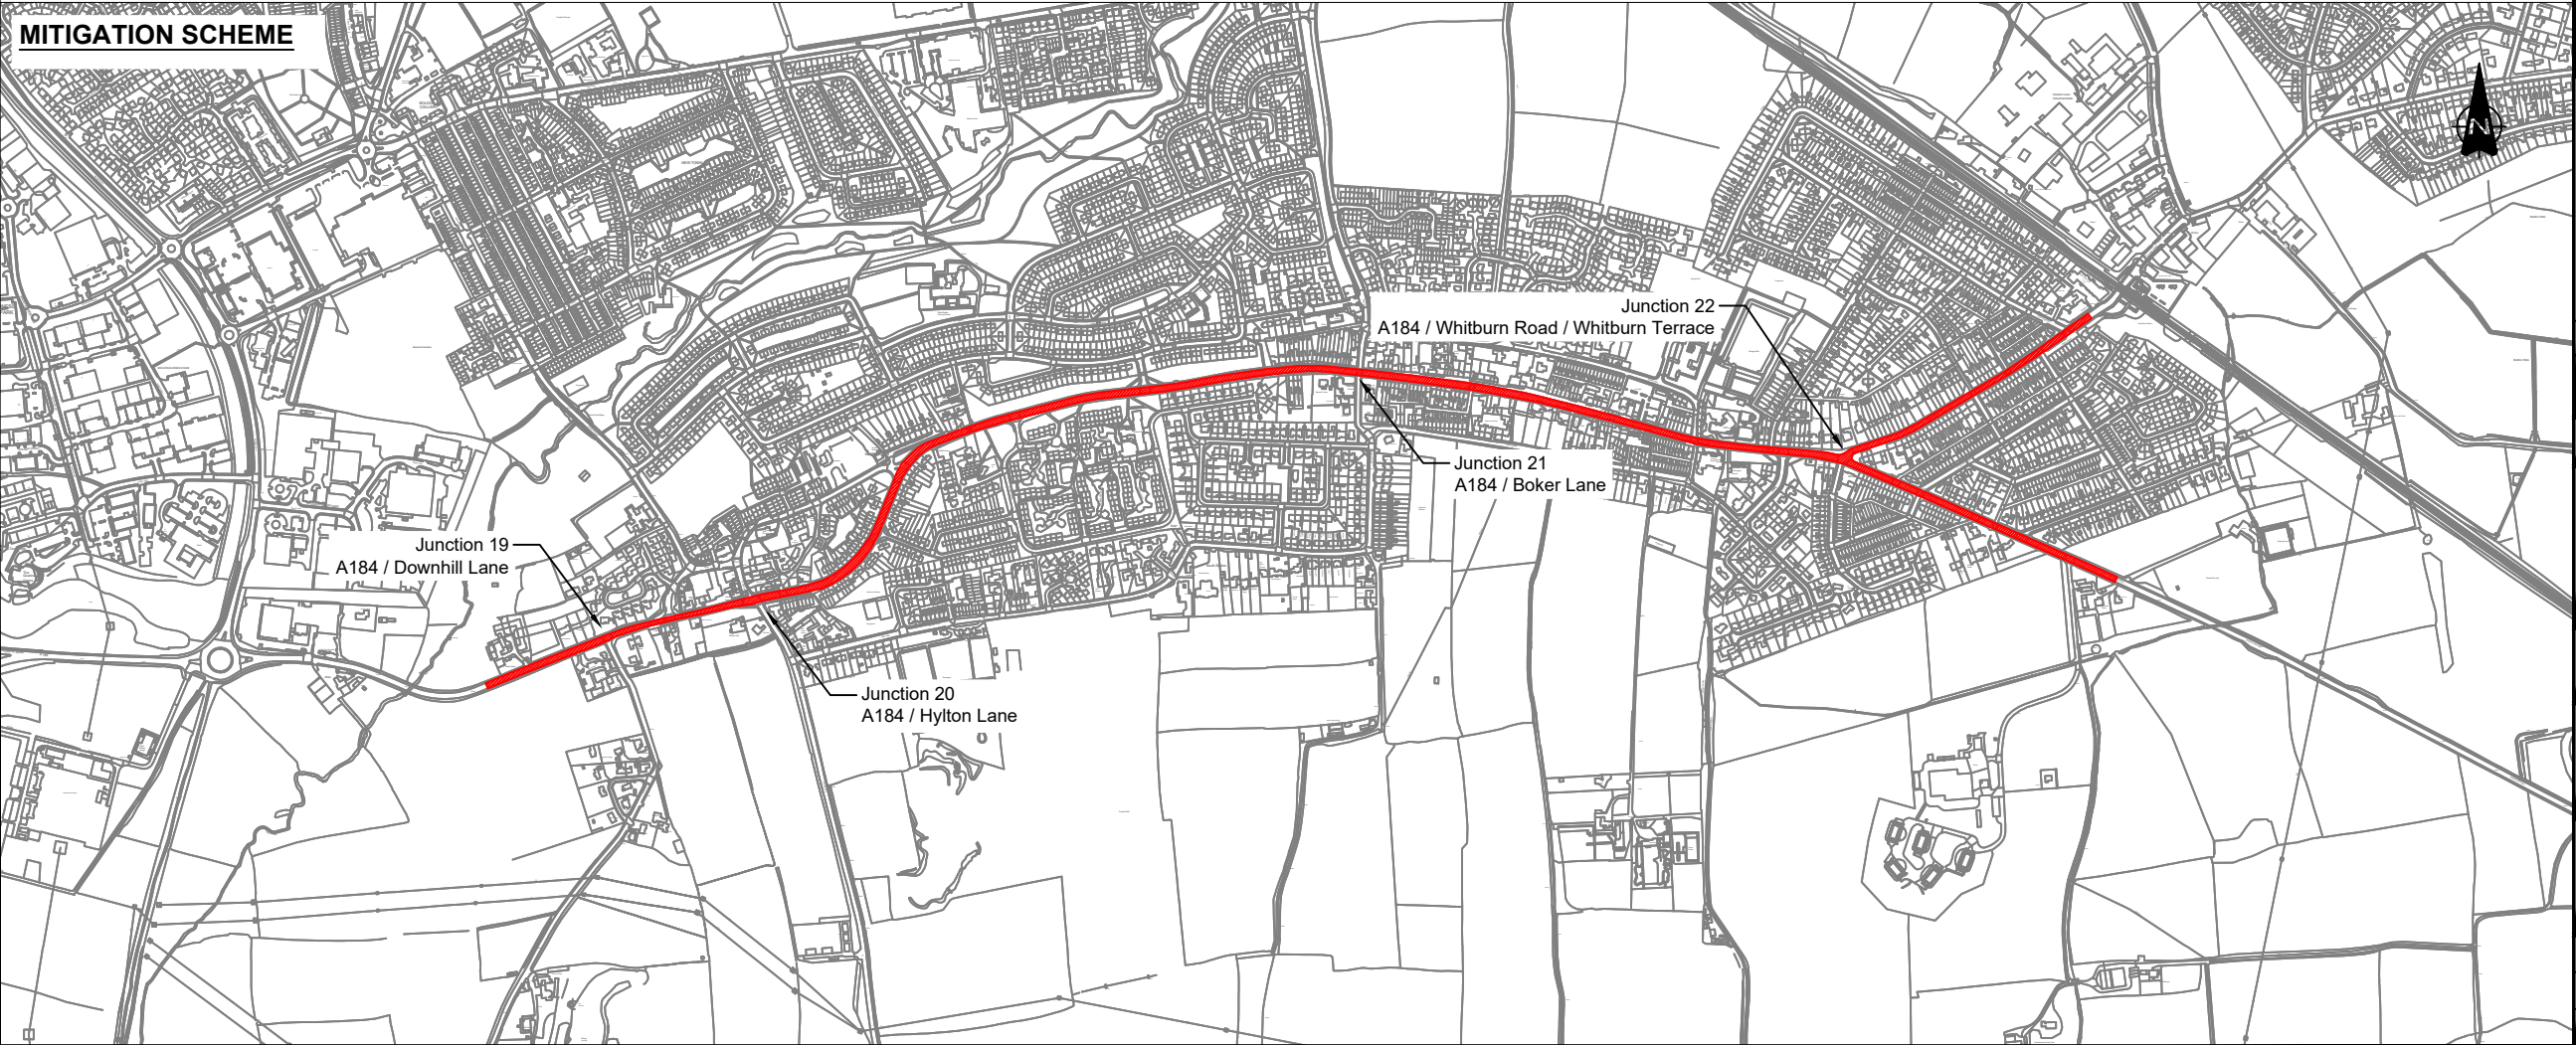 MITIGATION SCHEME
N
Junction 22
A184 / Whitburn Road / Whitburn Terrace
Junction 21
A184 / Boker Lane
Junction 19
A184 / Downhill Lane
Junction 20
A184 / Hylton Lane